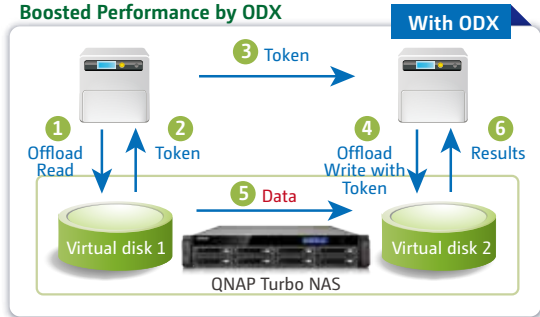 Boosted Performance by ODX
With ODX
3 Token
1
Offload
Read
2
Token
4
Offload
Write with
Token
6
Results
5 Data
Virtual disk 1
Virtual disk 2
QNAP Turbo NAS